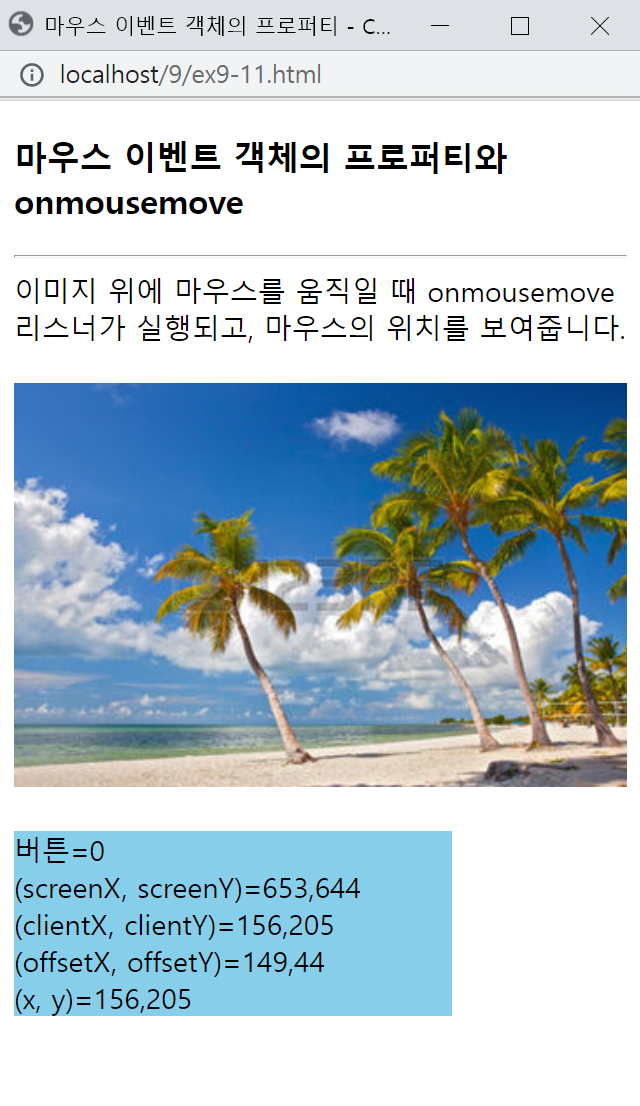 마우스 이벤트 객체의 프로퍼티 - C...
localhost/9/ex9-11.html
마우스 이벤트 객체의 프로퍼티와
onmousemove
이미지 위에 마우스를 움직일 때 onmousemove
리스너가 실행되고, 마우스의 위치를 보여줍니다.
버튼=0
(screenX, screenY)=653,644
(clientX, clientY)=156,205
(offsetX, offsetY)=149,44
(x, y)=156,205